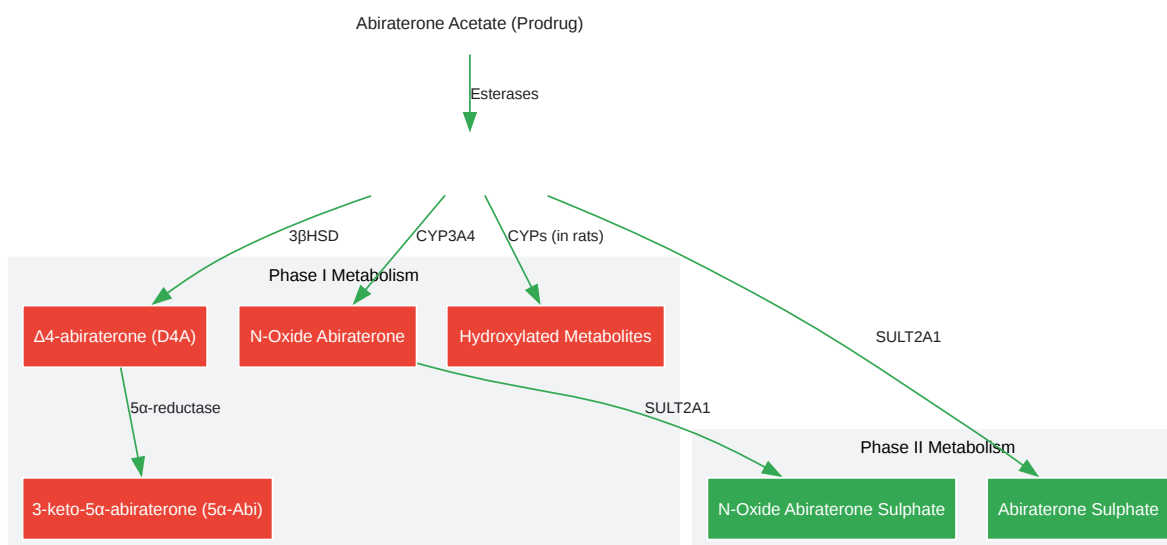 Abiraterone Acetate (Prodrug)
Esterases
3βHSD
CYP3A4
CYPs (in rats)
Phase I Metabolism
Δ4-abiraterone (D4A)
N-Oxide Abiraterone
Hydroxylated Metabolites
SULT2A1
5α-reductase
SULT2A1
Phase II Metabolism
3-keto-5α-abiraterone (5α-Abi)
N-Oxide Abiraterone Sulphate
Abiraterone Sulphate